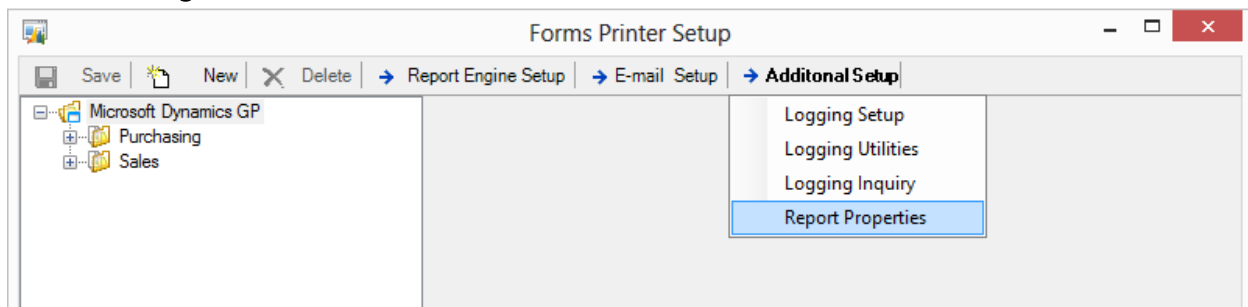 Forms Printer Setup
Save New Delete Report Engine Setup E-mail Setup Additonal Setup
Microsoft Dynamics GP
Purchasing
Sales
Logging Setup
Logging Utilities
Logging Inquiry
Report Properties